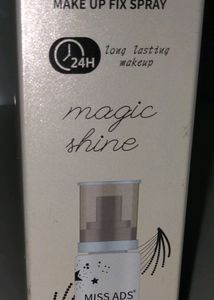 MAKE UP FIX SPRAY
24H
long lasting
makeup
magic
shine
MISS ADS®